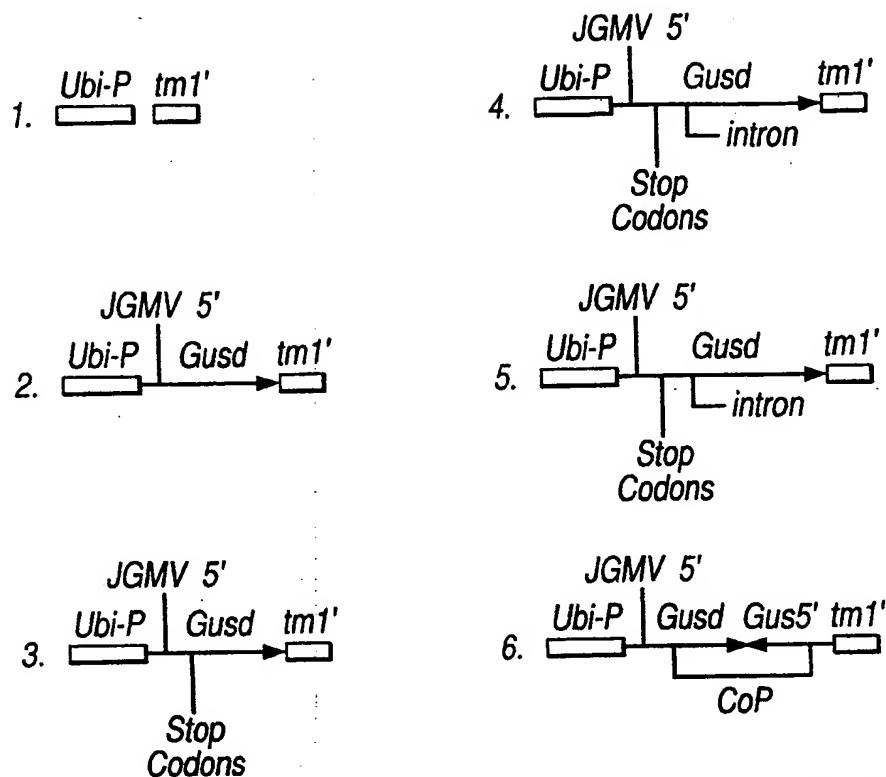 1.
Ubi-P tm1'
2.
JGMV 5'
Ubi-P Gusd tm1'
3.
JGMV 5'
Ubi-P Gusd tm1'
Stop
Codons
4.
JGMV 5'
Ubi-P Gusd tm1'
intron
Stop
Codons
5.
JGMV 5'
Ubi-P Gusd tm1'
intron
Stop
Codons
6.
JGMV 5'
Ubi-P Gusd Gus5' tm1'
CoP